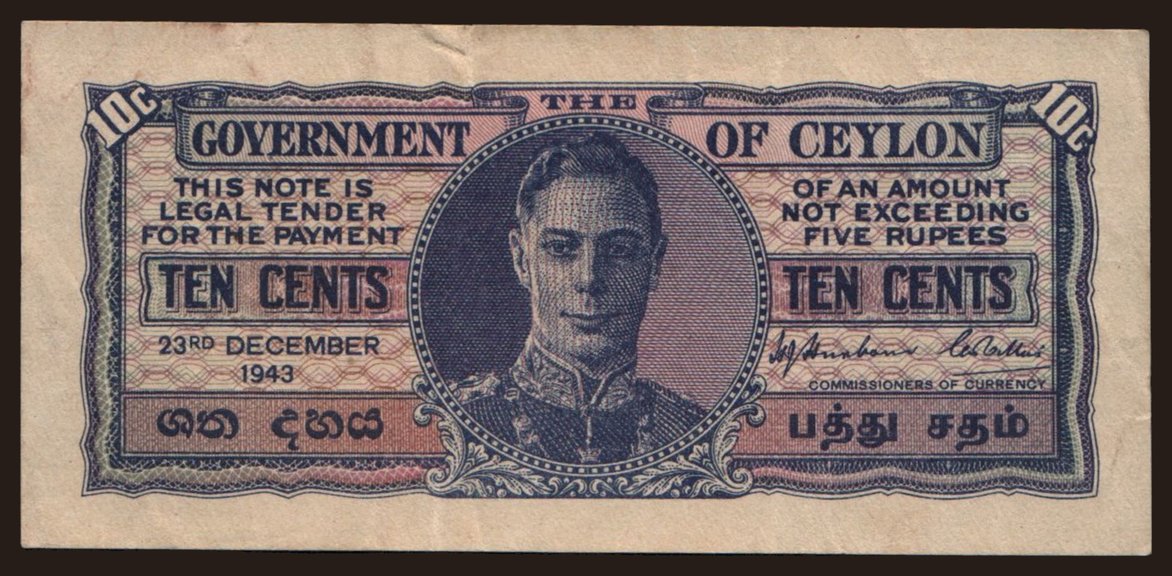 10c THE 10c
GOVERNMENT OF CEYLON
THIS NOTE IS
LEGAL TENDER
FOR THE PAYMENT
OF AN AMOUNT
NOT EXCEEDING
FIVE RUPEES
TEN CENTS TEN CENTS
23RD DECEMBER
1943
COMMISSIONERS OF CURRENCY
ශත දහය பத்து சதம்